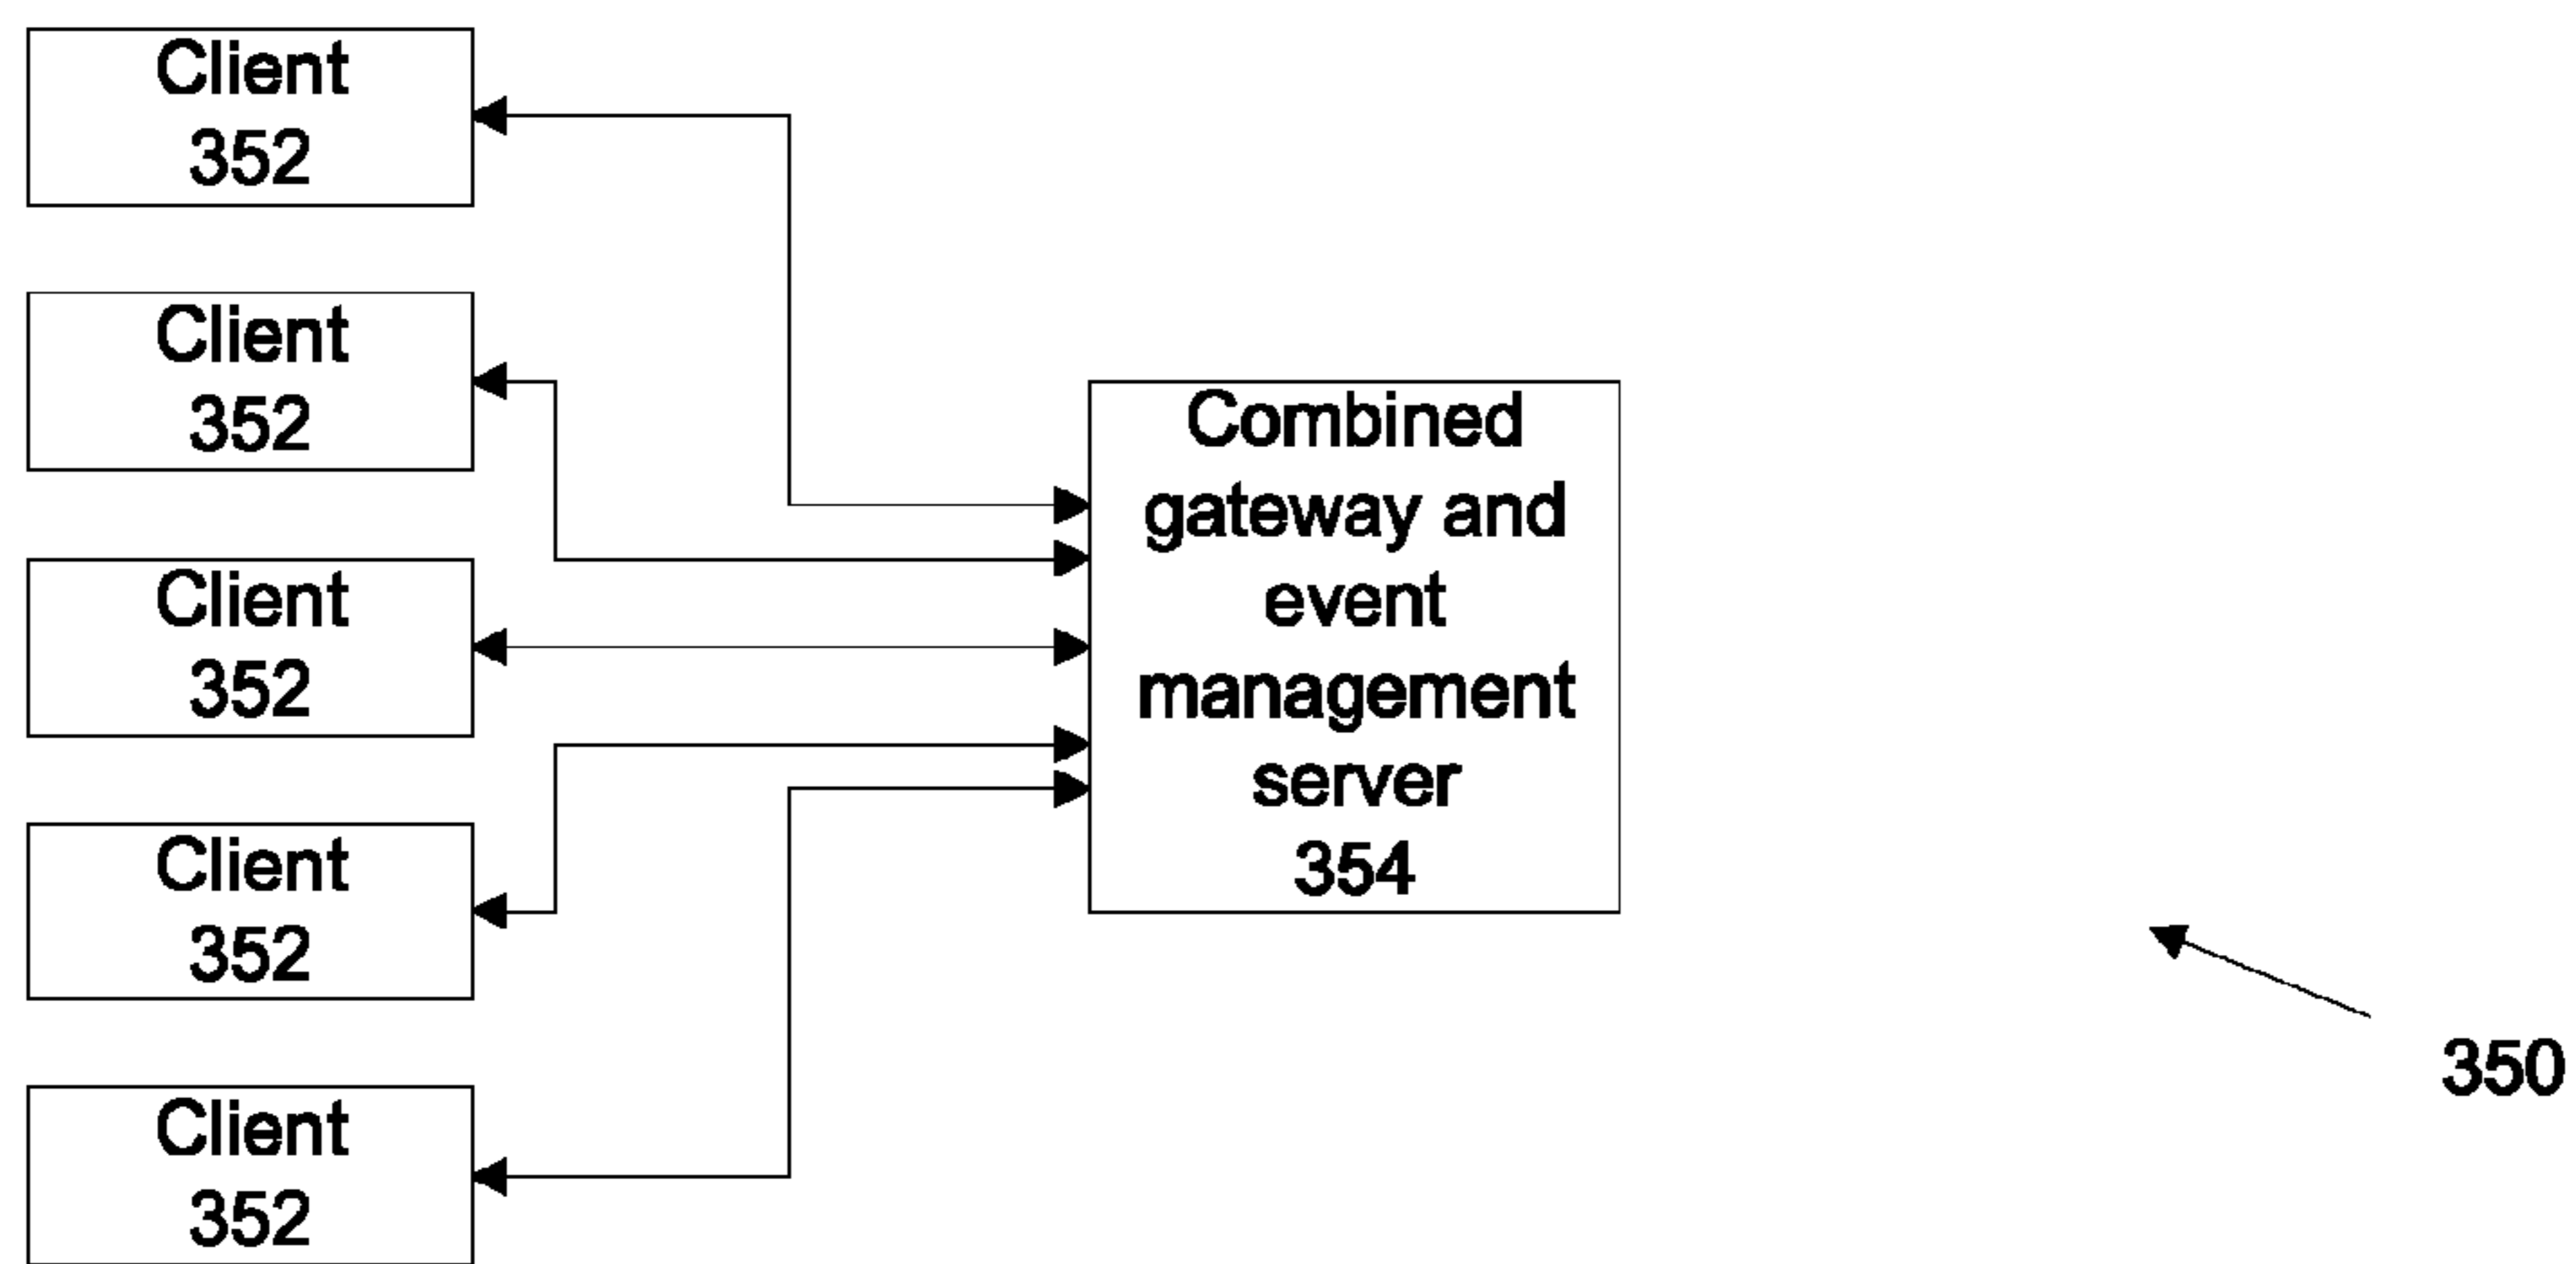 Client
352
Client
352
Client
352
Client
352
Client
352
Combined
gateway and
event
management
server
354
350